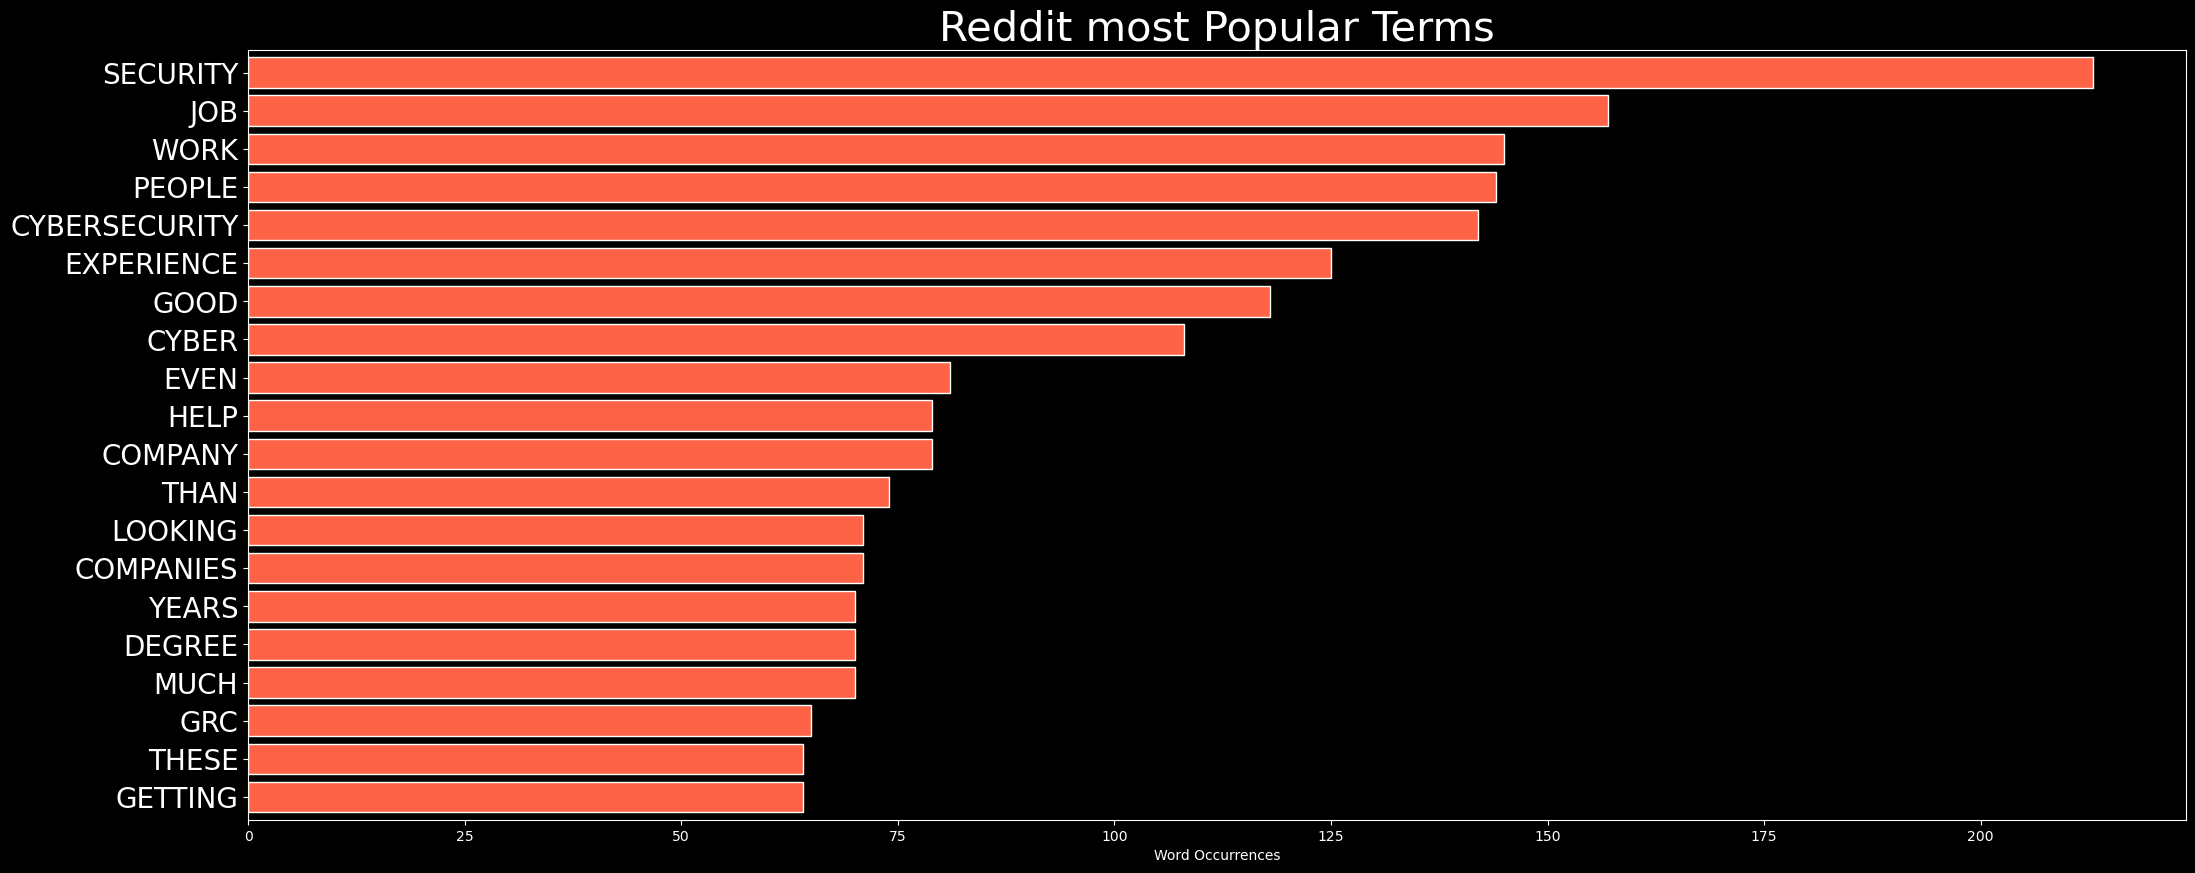 Reddit most Popular Terms
SECURITY
JOB
WORK
PEOPLE
CYBERSECURITY
EXPERIENCE
GOOD
CYBER
EVEN
HELP
COMPANY
THAN
LOOKING
COMPANIES
YEARS
DEGREE
MUCH
GRC
THESE
GETTING
0 25 50 75 100 125 150 175 200
Word Occurrences